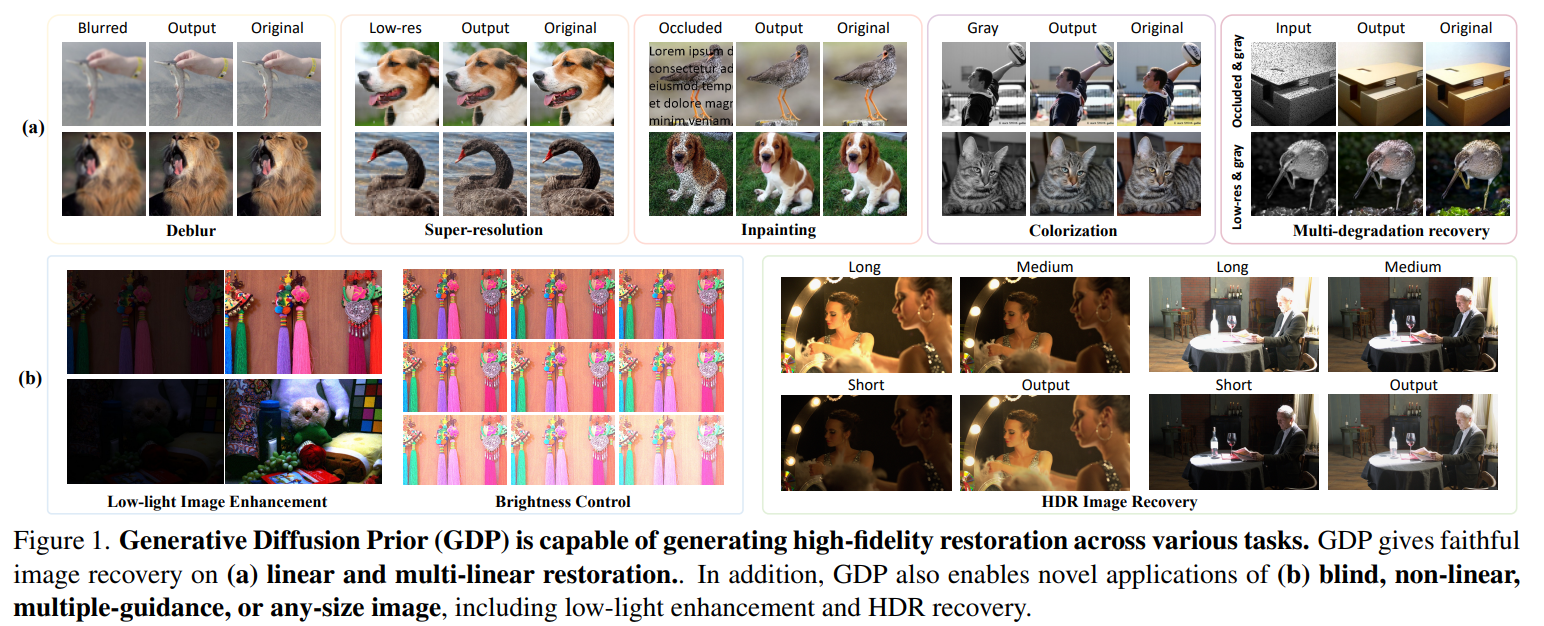 Blurred Output Original
Low-res Output Original
Occluded Output Original
Gray Output Original
Input Output Original
(a)
Lorem ipsum d
consectetur ad
eiusmod temp
et dolore magn
minim veniam,
Occluded & gray
Low-res & gray
Deblur
Super-resolution
Inpainting
Colorization
Multi-degradation recovery
(b)
Long Medium
Short Output
Long Medium
Short Output
Low-light Image Enhancement
Brightness Control
HDR Image Recovery
Figure 1. Generative Diffusion Prior (GDP) is capable of generating high-fidelity restoration across various tasks. GDP gives faithful
image recovery on (a) linear and multi-linear restoration.. In addition, GDP also enables novel applications of (b) blind, non-linear,
multiple-guidance, or any-size image, including low-light enhancement and HDR recovery.